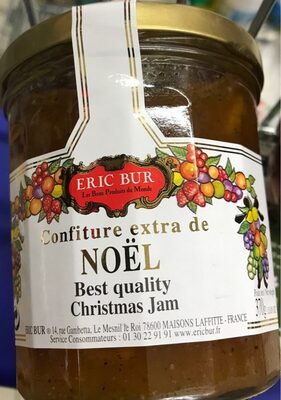 ERIC BUR
Les Bons Produits du Monde
Confiture extra de
NOËL
Best quality
Christmas Jam
370g
ERIC BUR 14, rue Gambetta, Le Mesnil le Roi 78600 MAISONS LAFFITTE - FRANCE
Service Consommateurs : 01 30 22 91 91 www.ericbur.fr